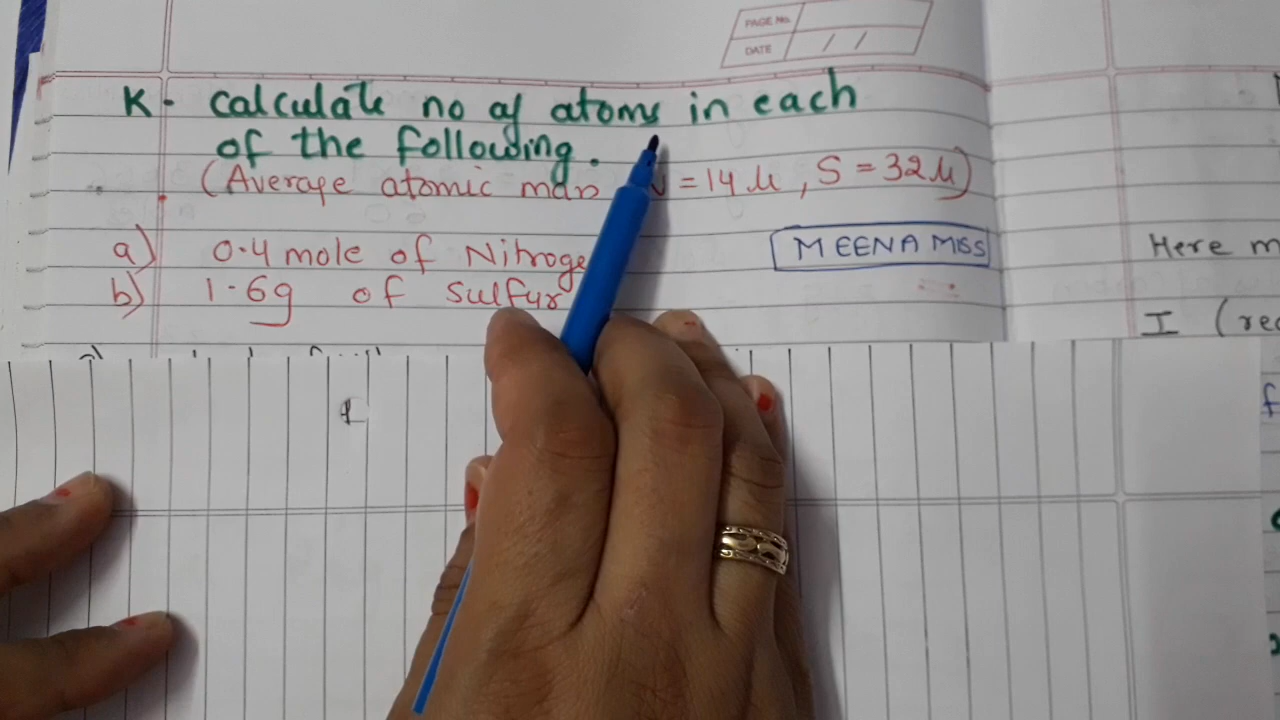 PAGE No.
DATE / /
K. calculate no of atoms in each
of the following.
(Average atomic mass N = 14 u, S = 32 u)
a) 0.4 mole of Nitroge
MEENA MISS
b) 1.6g of sulfur
Here m
I (rec